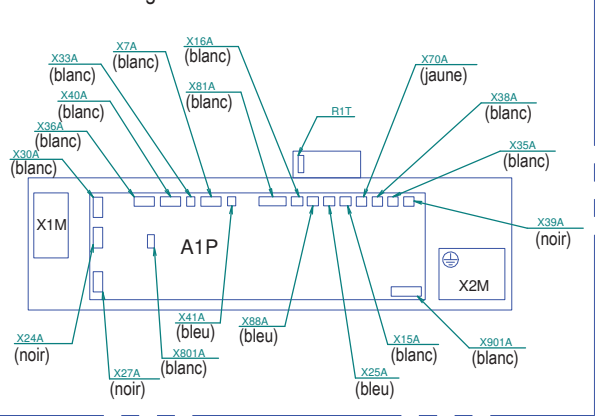 X16A
(blanc)
X7A
(blanc)
X33A
(blanc)
X70A
(jaune)
X81A
(blanc)
X40A
(blanc)
X38A
(blanc)
R1T
X36A
(blanc)
X35A
(blanc)
X30A
(blanc)
X1M
X39A
(noir)
A1P
X2M
X41A
(bleu)
X88A
(bleu)
X24A
(noir)
X15A
(blanc)
X901A
(blanc)
X801A
(blanc)
X27A
(noir)
X25A
(bleu)